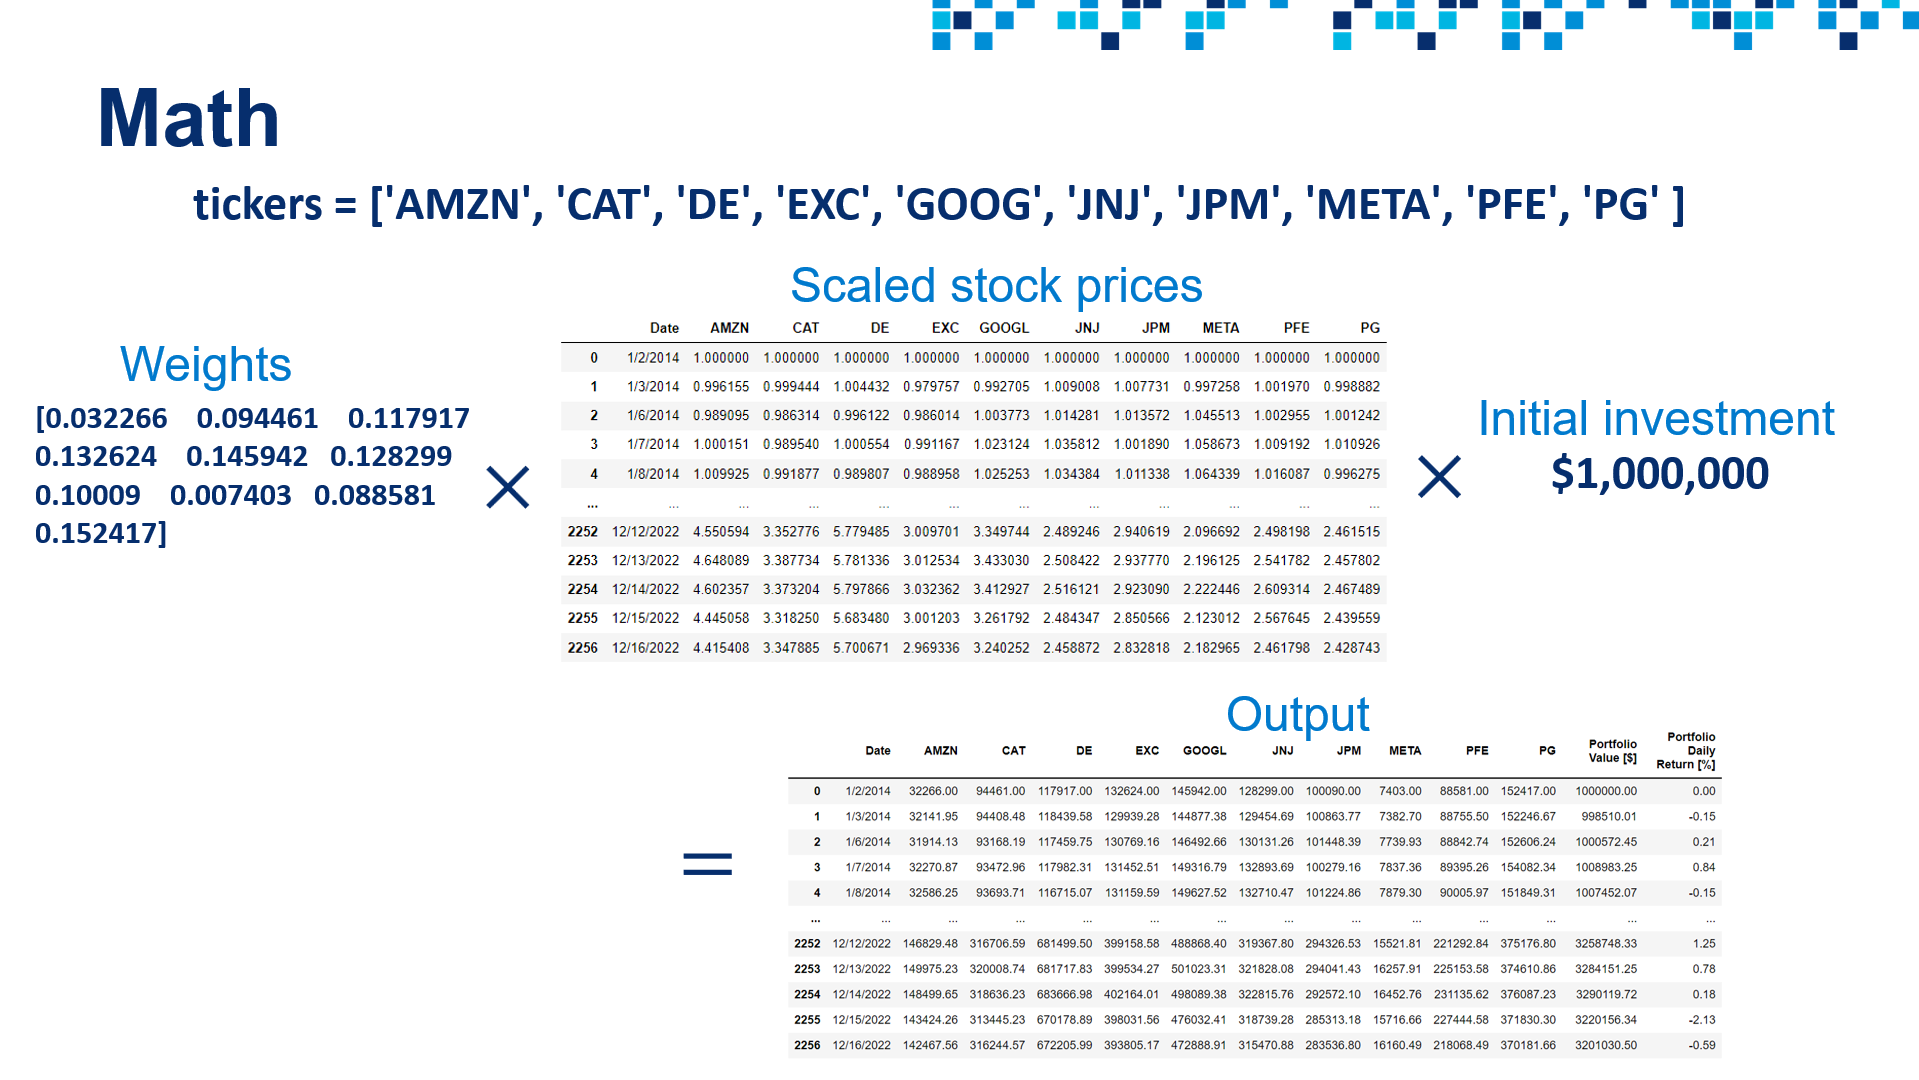 Math
tickers = ['AMZN', 'CAT', 'DE', 'EXC', 'GOOG', 'JNJ', 'JPM', 'META', 'PFE', 'PG' ]
Weights
[0.032266 0.094461 0.117917
0.132624 0.145942 0.128299
0.10009 0.007403 0.088581
0.152417]
×
Scaled stock prices
Date AMZN CAT DE EXC GOOGL JNJ JPM META PFE PG
0 1/2/2014 1.000000 1.000000 1.000000 1.000000 1.000000 1.000000 1.000000 1.000000 1.000000 1.000000
1 1/3/2014 0.996155 0.999444 1.004432 0.979757 0.992705 1.009008 1.007731 0.997258 1.001970 0.998882
2 1/6/2014 0.989095 0.986314 0.996122 0.986014 1.003773 1.014281 1.013572 1.045513 1.002955 1.001242
3 1/7/2014 1.000151 0.989540 1.000554 0.991167 1.023124 1.035812 1.001890 1.058673 1.009192 1.010926
4 1/8/2014 1.009925 0.991877 0.989807 0.988958 1.025253 1.034384 1.011338 1.064339 1.016087 0.996275
... ... ... ... ... ... ... ... ... ... ... ...
2252 12/12/2022 4.550594 3.352776 5.779485 3.009701 3.349744 2.489246 2.940619 2.096692 2.498198 2.461515
2253 12/13/2022 4.648089 3.387734 5.781336 3.012534 3.433030 2.508422 2.937770 2.196125 2.541782 2.457802
2254 12/14/2022 4.602357 3.373204 5.797866 3.032362 3.412927 2.516121 2.923090 2.222446 2.609314 2.467489
2255 12/15/2022 4.445058 3.318250 5.683480 3.001203 3.261792 2.484347 2.850566 2.123012 2.567645 2.439559
2256 12/16/2022 4.415408 3.347885 5.700671 2.969336 3.240252 2.458872 2.832818 2.182965 2.461798 2.428743
×
Initial investment
$1,000,000
=
Output
Date AMZN CAT DE EXC GOOGL JNJ JPM META PFE PG Portfolio Value [$] Portfolio Daily Return [%]
0 1/2/2014 32266.00 94461.00 117917.00 132624.00 145942.00 128299.00 100090.00 7403.00 88581.00 152417.00 1000000.00 0.00
1 1/3/2014 32141.95 94408.48 118439.58 129939.28 144877.38 129454.69 100863.77 7382.70 88755.50 152246.67 998510.01 -0.15
2 1/6/2014 31914.13 93168.19 117459.75 130769.16 146492.66 130131.26 101448.39 7739.93 88842.74 152606.24 1000572.45 0.21
3 1/7/2014 32270.87 93472.96 117982.31 131452.51 149316.79 132893.69 100279.16 7837.36 89395.26 154082.34 1008983.25 0.84
4 1/8/2014 32586.25 93693.71 116715.07 131159.59 149627.52 132710.47 101224.86 7879.30 90005.97 151849.31 1007452.07 -0.15
... ... ... ... ... ... ... ... ... ... ... ... ... ...
2252 12/12/2022 146829.48 316706.59 681499.50 399158.58 488868.40 319367.80 294326.53 15521.81 221292.84 375176.80 3258748.33 1.25
2253 12/13/2022 149975.23 320008.74 681717.83 399534.27 501023.31 321828.08 294041.43 16257.91 225153.58 374610.86 3284151.25 0.78
2254 12/14/2022 148499.65 318636.23 683666.98 402164.01 498089.38 322815.76 292572.10 16452.76 231135.62 376087.23 3290119.72 0.18
2255 12/15/2022 143424.26 313445.23 670178.89 398031.56 476032.41 318739.28 285313.18 15716.66 227444.58 371830.30 3220156.34 -2.13
2256 12/16/2022 142467.56 316244.57 672205.99 393805.17 472888.91 315470.88 283536.80 16160.49 218068.49 370181.66 3201030.50 -0.59